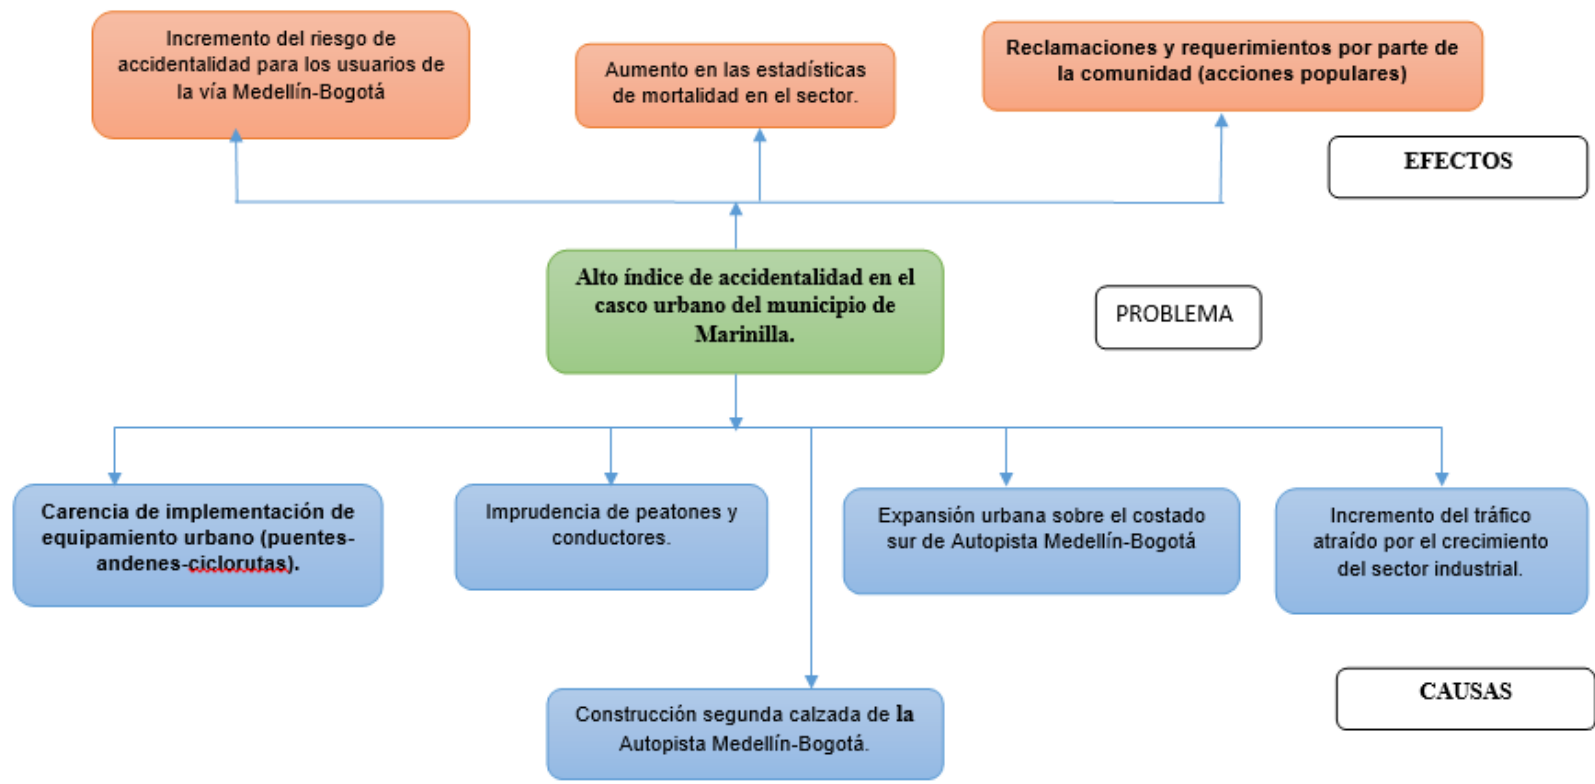 Incremento del riesgo de
accidentalidad para los usuarios de
la vía Medellín-Bogotá
Aumento en las estadísticas
de mortalidad en el sector.
Reclamaciones y requerimientos por parte de
la comunidad (acciones populares)
EFECTOS
Alto índice de accidentalidad en el
casco urbano del municipio de
Marinilla.
PROBLEMA
Carencia de implementación de
equipamiento urbano (puentes-
andenes-ciclorutas).
Imprudencia de peatones y
conductores.
Expansión urbana sobre el costado
sur de Autopista Medellín-Bogotá
Incremento del tráfico
atraído por el crecimiento
del sector industrial.
Construcción segunda calzada de la
Autopista Medellín-Bogotá.
CAUSAS